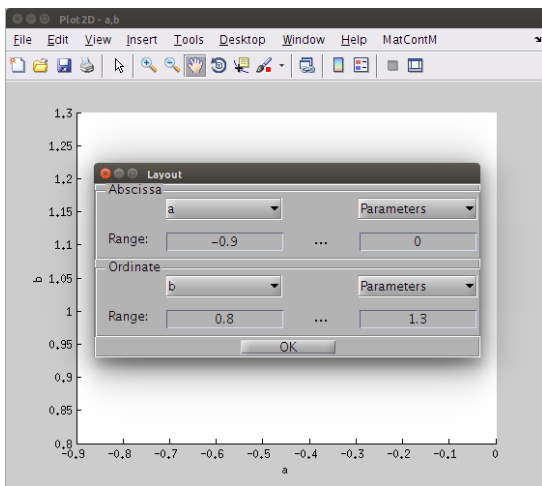 Plot2D - a,b
File Edit View Insert Tools Desktop Window Help MatContM
1.3
1.25
1.2
Layout
Abscissa
1.15
a Parameters
1.1
Range: -0.9 ... 0
Ordinate
b
1.05
b Parameters
1
Range: 0.8 ... 1.3
0.95
OK
0.9
0.85
0.8
-0.9 -0.8 -0.7 -0.6 -0.5 -0.4 -0.3 -0.2 -0.1 0
a